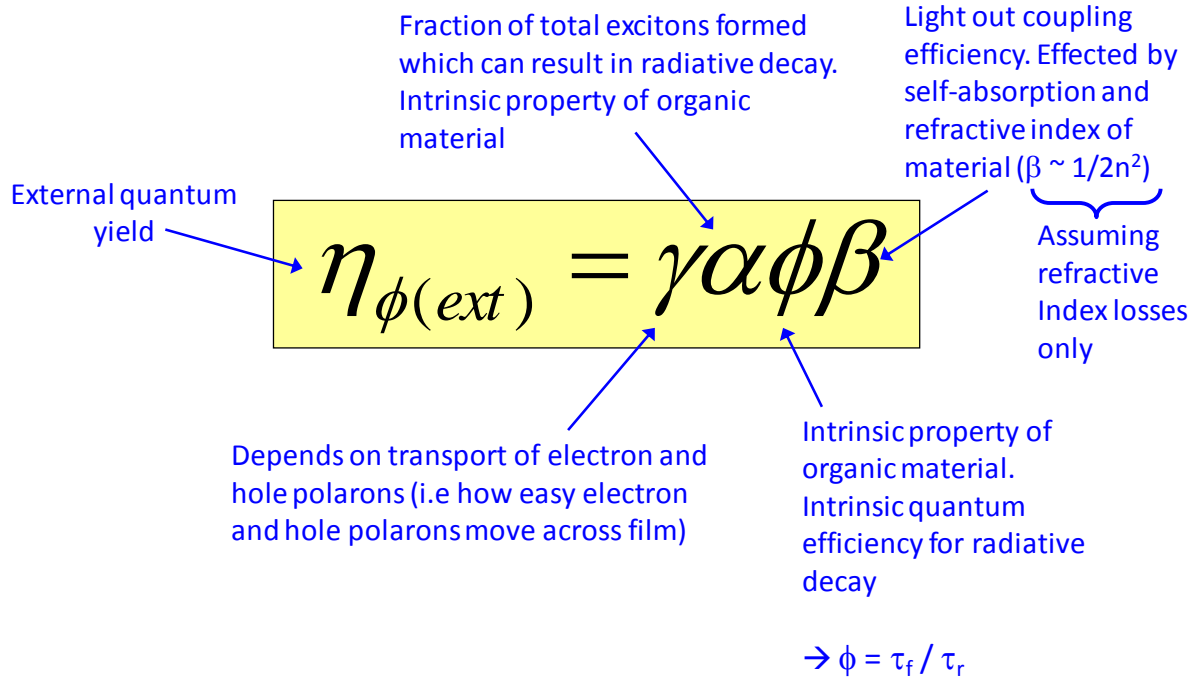 Fraction of total excitons formed
which can result in radiative decay.
Intrinsic property of organic
material
Light out coupling
efficiency. Effected by
self-absorption and
refractive index of
material (β ~ 1/2n²)
Assuming
refractive
Index losses
only
External quantum
yield
η_ϕ(ext) = γαϕβ
Depends on transport of electron and
hole polarons (i.e how easy electron
and hole polarons move across film)
Intrinsic property of
organic material.
Intrinsic quantum
efficiency for radiative
decay
→ ϕ = τ_f / τ_r